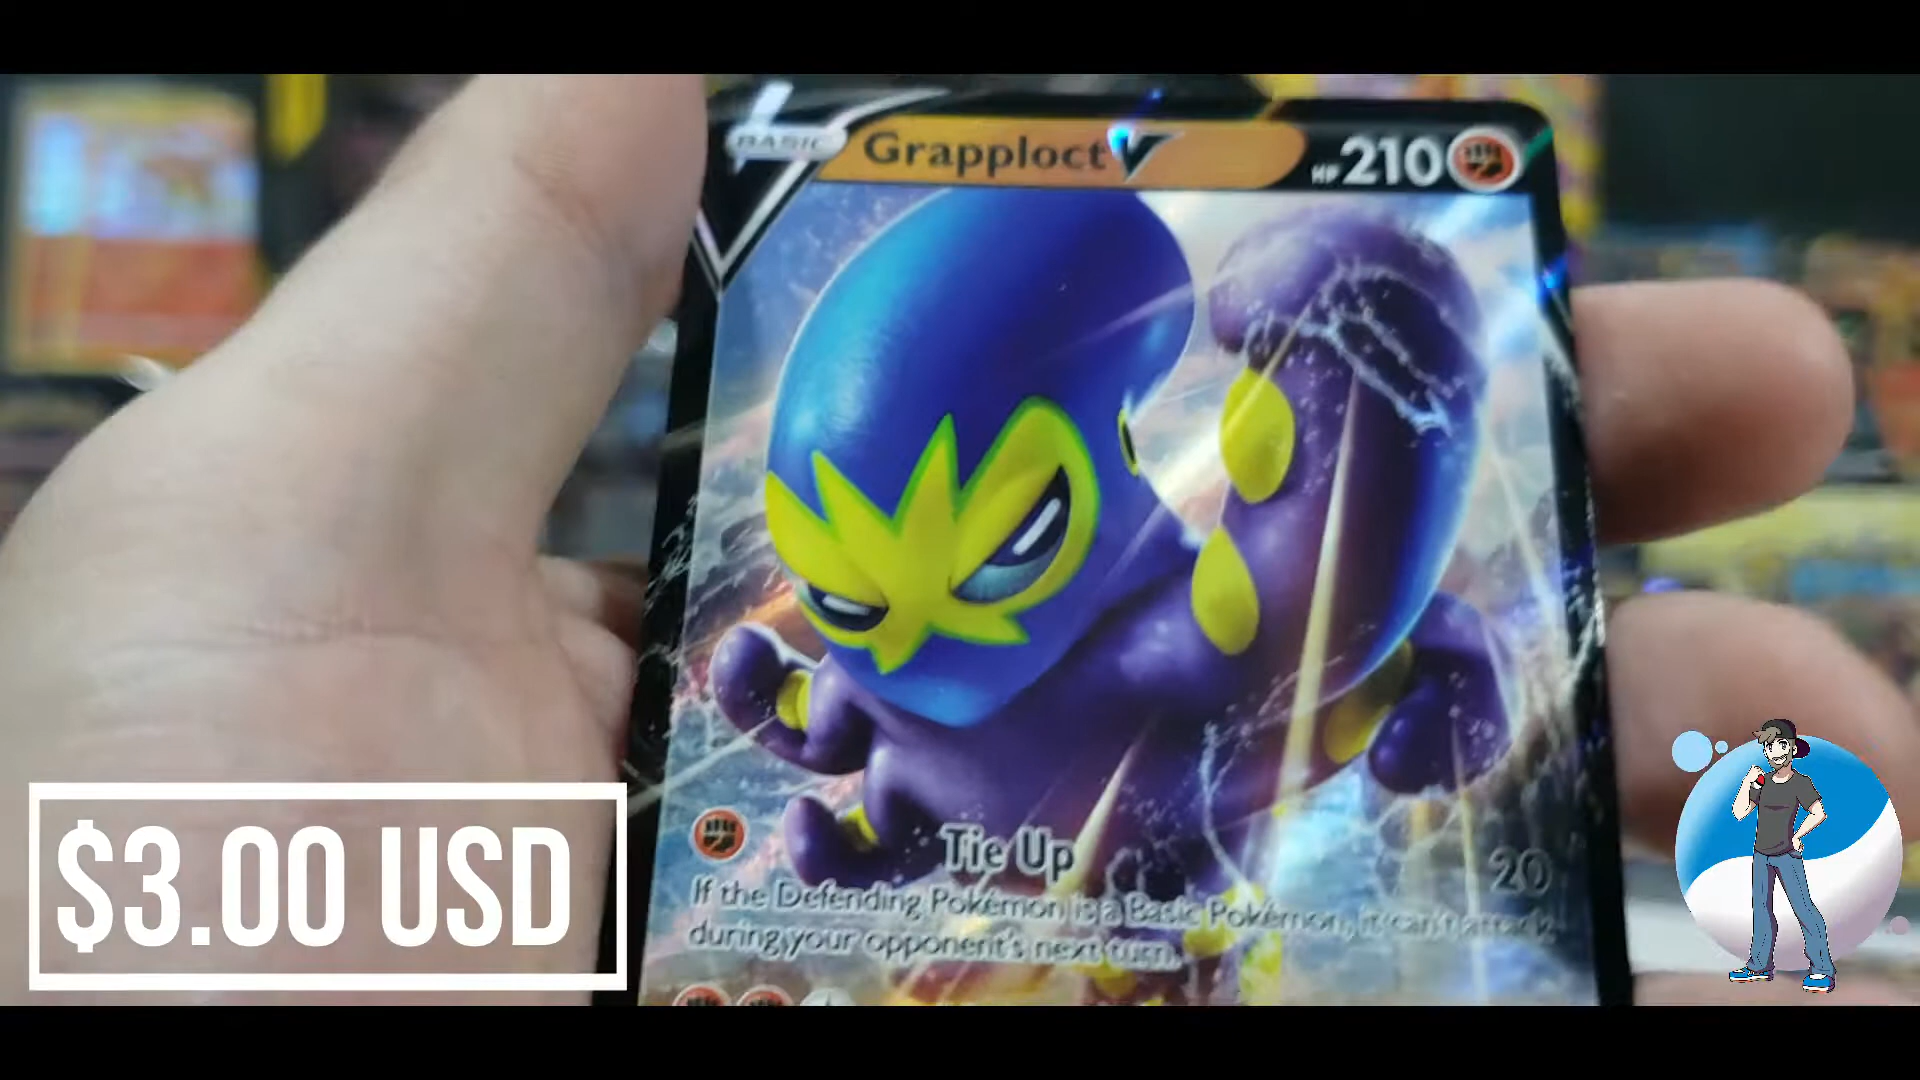 BASIC Grapploct V HP 210
Tie Up 20
If the Defending Pokémon is a Basic Pokémon, it can't attack
during your opponent's next turn.
$3.00 USD